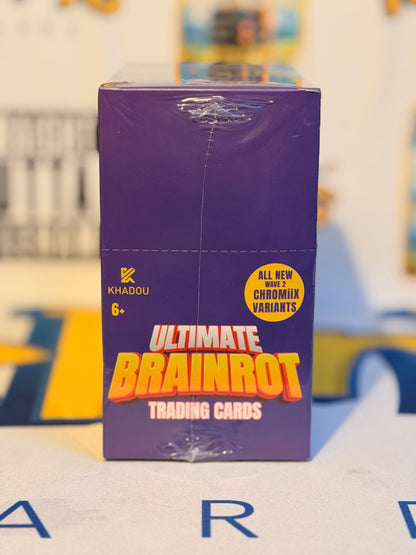 KHADOU
6+
ALL NEW
WAVE 2
CHROMiiX
VARIANTS
ULTIMATE
BRAINROT
TRADING CARDS
A R